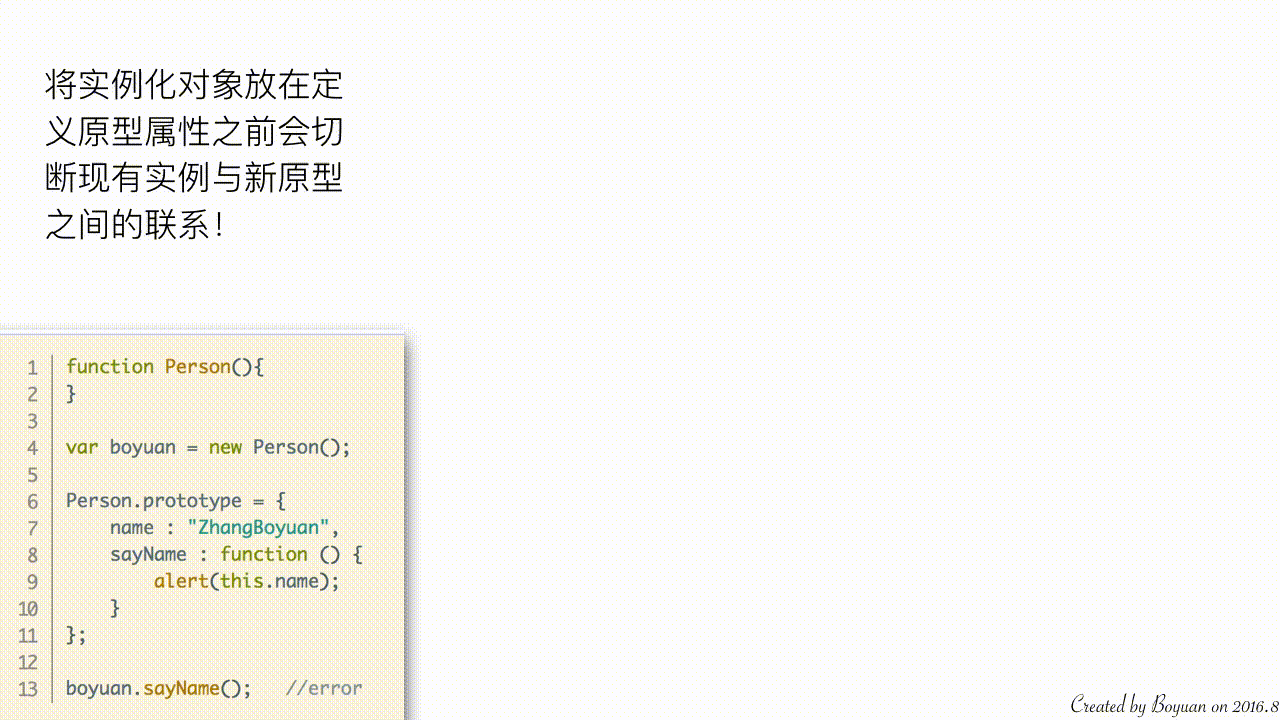 将实例化对象放在定
义原型属性之前会切
断现有实例与新原型
之间的联系！
1 function Person(){
2 }
3
4 var boyuan = new Person();
5
6 Person.prototype = {
7 name : "ZhangBoyuan",
8 sayName : function () {
9 alert(this.name);
10 }
11 };
12
13 boyuan.sayName(); //error
Created by Boyuan on 2016.8